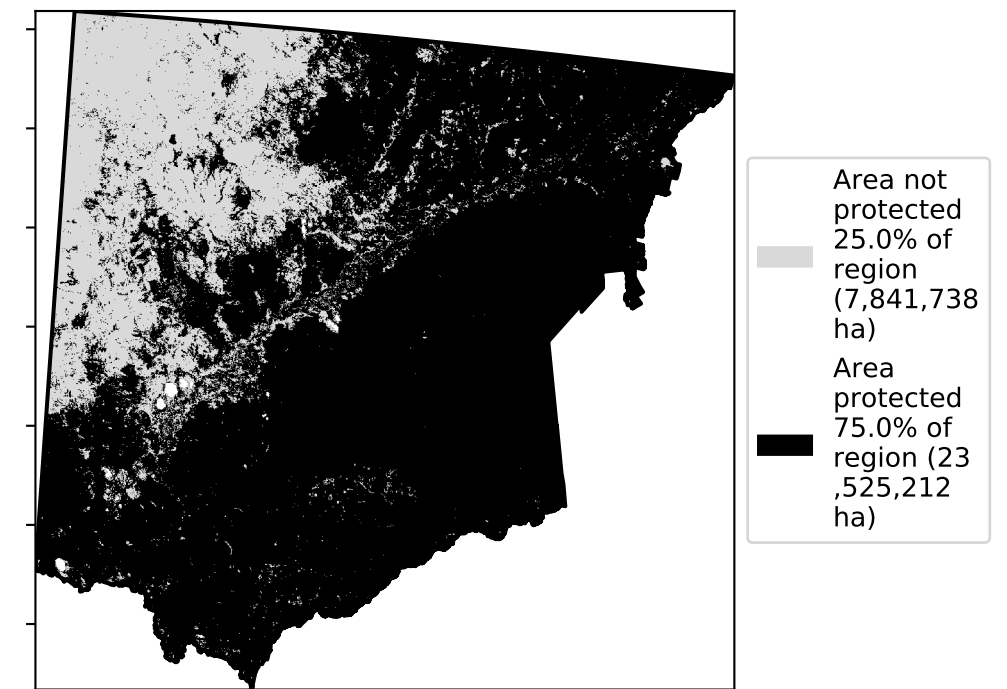 Area not
protected
25.0% of
region
(7,841,738
ha)
Area
protected
75.0% of
region (23
,525,212
ha)